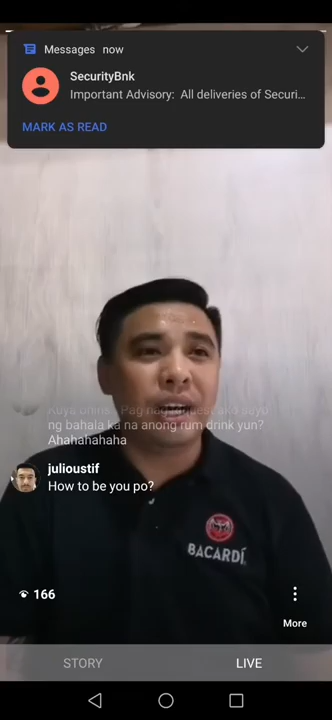 Messages now
SecurityBnk
Important Advisory: All deliveries of Securi...
MARK AS READ
ng bahala ka na anong rum drink yun?
Ahahahahaha
julioustif
How to be you po?
BACARDÍ
166
More
STORY
LIVE